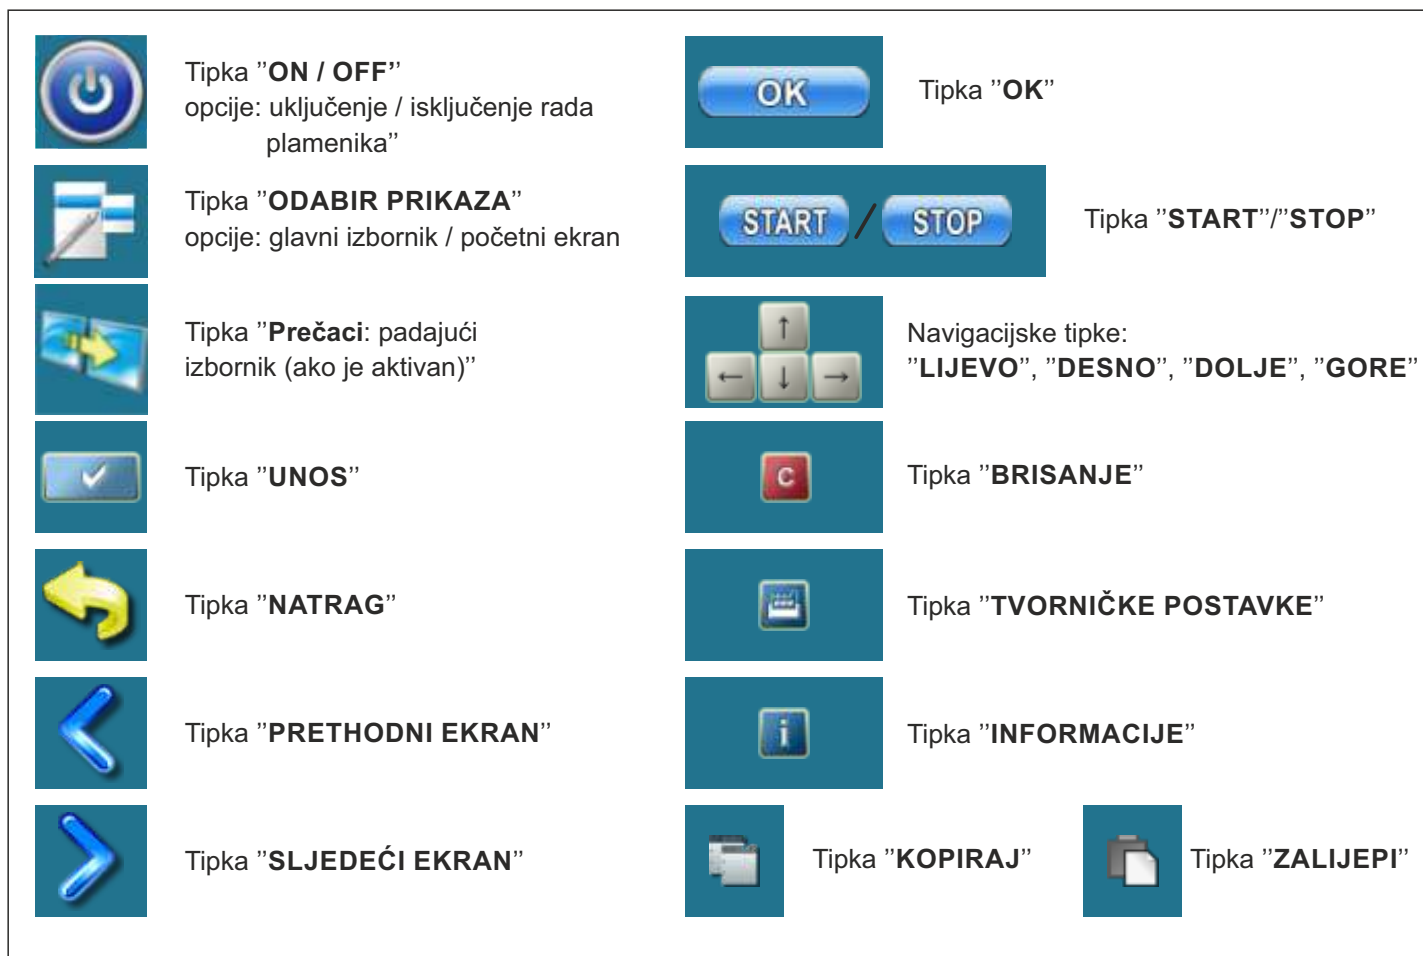 Tipka ’’ON / OFF’’
opcije: uključenje / isključenje rada
plamenika’’
Tipka ’’ODABIR PRIKAZA’’
opcije: glavni izbornik / početni ekran
Tipka ’’Prečaci: padajući
izbornik (ako je aktivan)’’
Tipka ’’UNOS’’
Tipka ’’NATRAG’’
Tipka ’’PRETHODNI EKRAN’’
Tipka ’’SLJEDEĆI EKRAN’’
OK
Tipka ’’OK’’
START / STOP
Tipka ’’START’’/’’STOP’’
↑
← ↓ →
Navigacijske tipke:
’’LIJEVO’’, ’’DESNO’’, ’’DOLJE’’, ’’GORE’’
C
Tipka ’’BRISANJE’’
Tipka ’’TVORNIČKE POSTAVKE’’
i
Tipka ’’INFORMACIJE’’
Tipka ’’KOPIRAJ’’
Tipka ’’ZALIJEPI’’